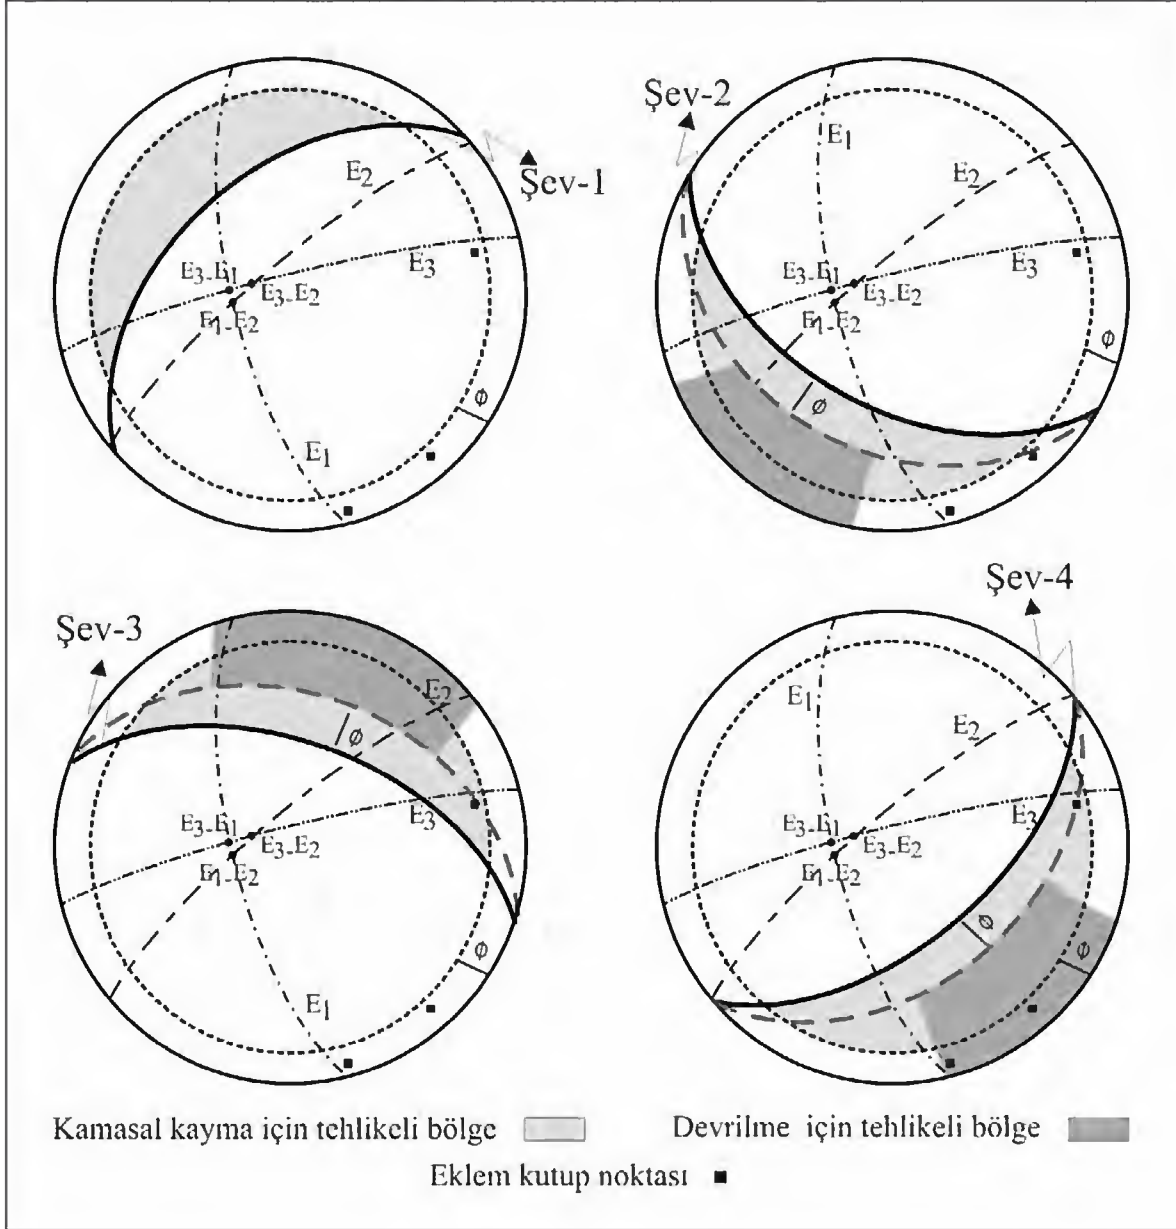 Şev-1
E2
E3
E3-E1
E3-E2
E1-E2
E1
ϕ
Şev-2
E1
E2
E3
E3-E1
E3-E2
E1-E2
ϕ
ϕ
Şev-3
E2
ϕ
E3
E3-E1
E3-E2
E1-E2
E1
ϕ
Şev-4
E1
E2
E3
E3-E1
E3-E2
E1-E2
ϕ
ϕ
Kamasal kayma için tehlikeli bölge
Devrilme için tehlikeli bölge
Eklem kutup noktası